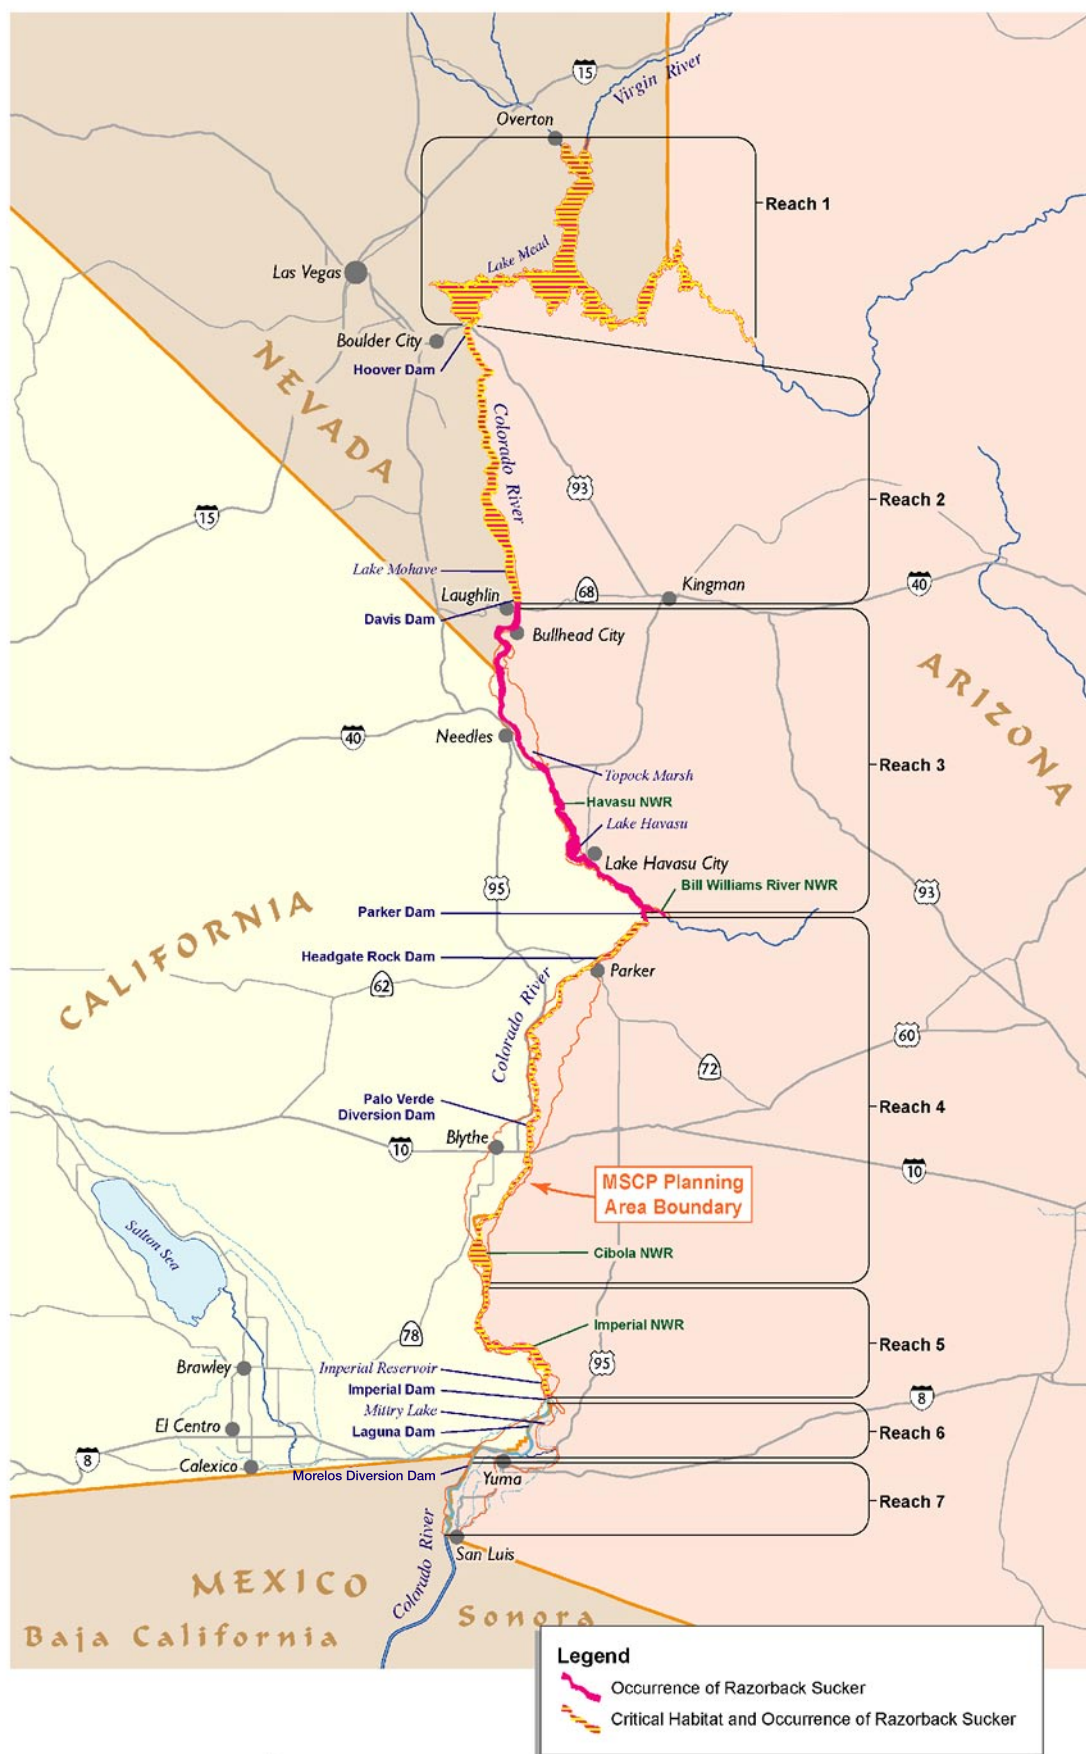 15
Virgin River
Overton
Reach 1
Lake Mead
Las Vegas
Boulder City
Hoover Dam
NEVADA
Colorado River
93
15
Reach 2
Lake Mohave
Laughlin
68
Kingman
40
Davis Dam
Bullhead City
ARIZONA
40
Needles
Reach 3
Topock Marsh
Havasu NWR
Lake Havasu
Lake Havasu City
95
Bill Williams River NWR
93
CALIFORNIA
Parker Dam
Headgate Rock Dam
Parker
62
Colorado River
60
72
Palo Verde
Diversion Dam
Reach 4
Blythe
10
10
MSCP Planning
Area Boundary
Salton Sea
Cibola NWR
Imperial NWR
78
Reach 5
95
Brawley
Imperial Reservoir
Imperial Dam
8
Mittry Lake
El Centro
Laguna Dam
Reach 6
8
Calexico
Morelos Diversion Dam
Yuma
Reach 7
Colorado River
San Luis
MEXICO
Sonora
Baja California
Legend
Occurrence of Razorback Sucker
Critical Habitat and Occurrence of Razorback Sucker